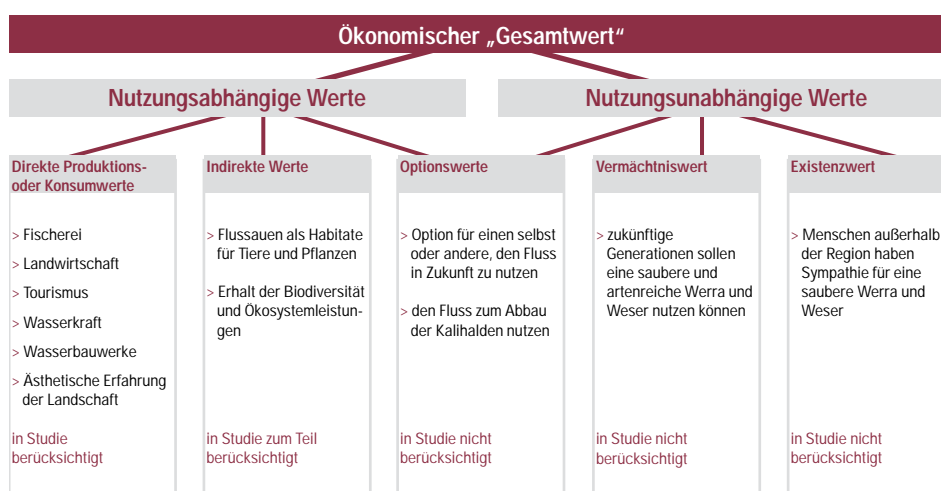 Ökonomischer „Gesamtwert“
Nutzungsabhängige Werte
Nutzungsunabhängige Werte
Direkte Produktions-
oder Konsumwerte
> Fischerei
> Landwirtschaft
> Tourismus
> Wasserkraft
> Wasserbauwerke
> Ästhetische Erfahrung
der Landschaft
in Studie
berücksichtigt
Indirekte Werte
> Flussauen als Habitate
für Tiere und Pflanzen
> Erhalt der Biodiversität
und Ökosystemleistun-
gen
in Studie zum Teil
berücksichtigt
Optionswerte
> Option für einen selbst
oder andere, den Fluss
in Zukunft zu nutzen
> den Fluss zum Abbau
der Kalihalden nutzen
in Studie nicht
berücksichtigt
Vermächtniswert
> zukünftige
Generationen sollen
eine saubere und
artenreiche Werra und
Weser nutzen können
in Studie nicht
berücksichtigt
Existenzwert
> Menschen außerhalb
der Region haben
Sympathie für eine
saubere Werra und
Weser
in Studie nicht
berücksichtigt